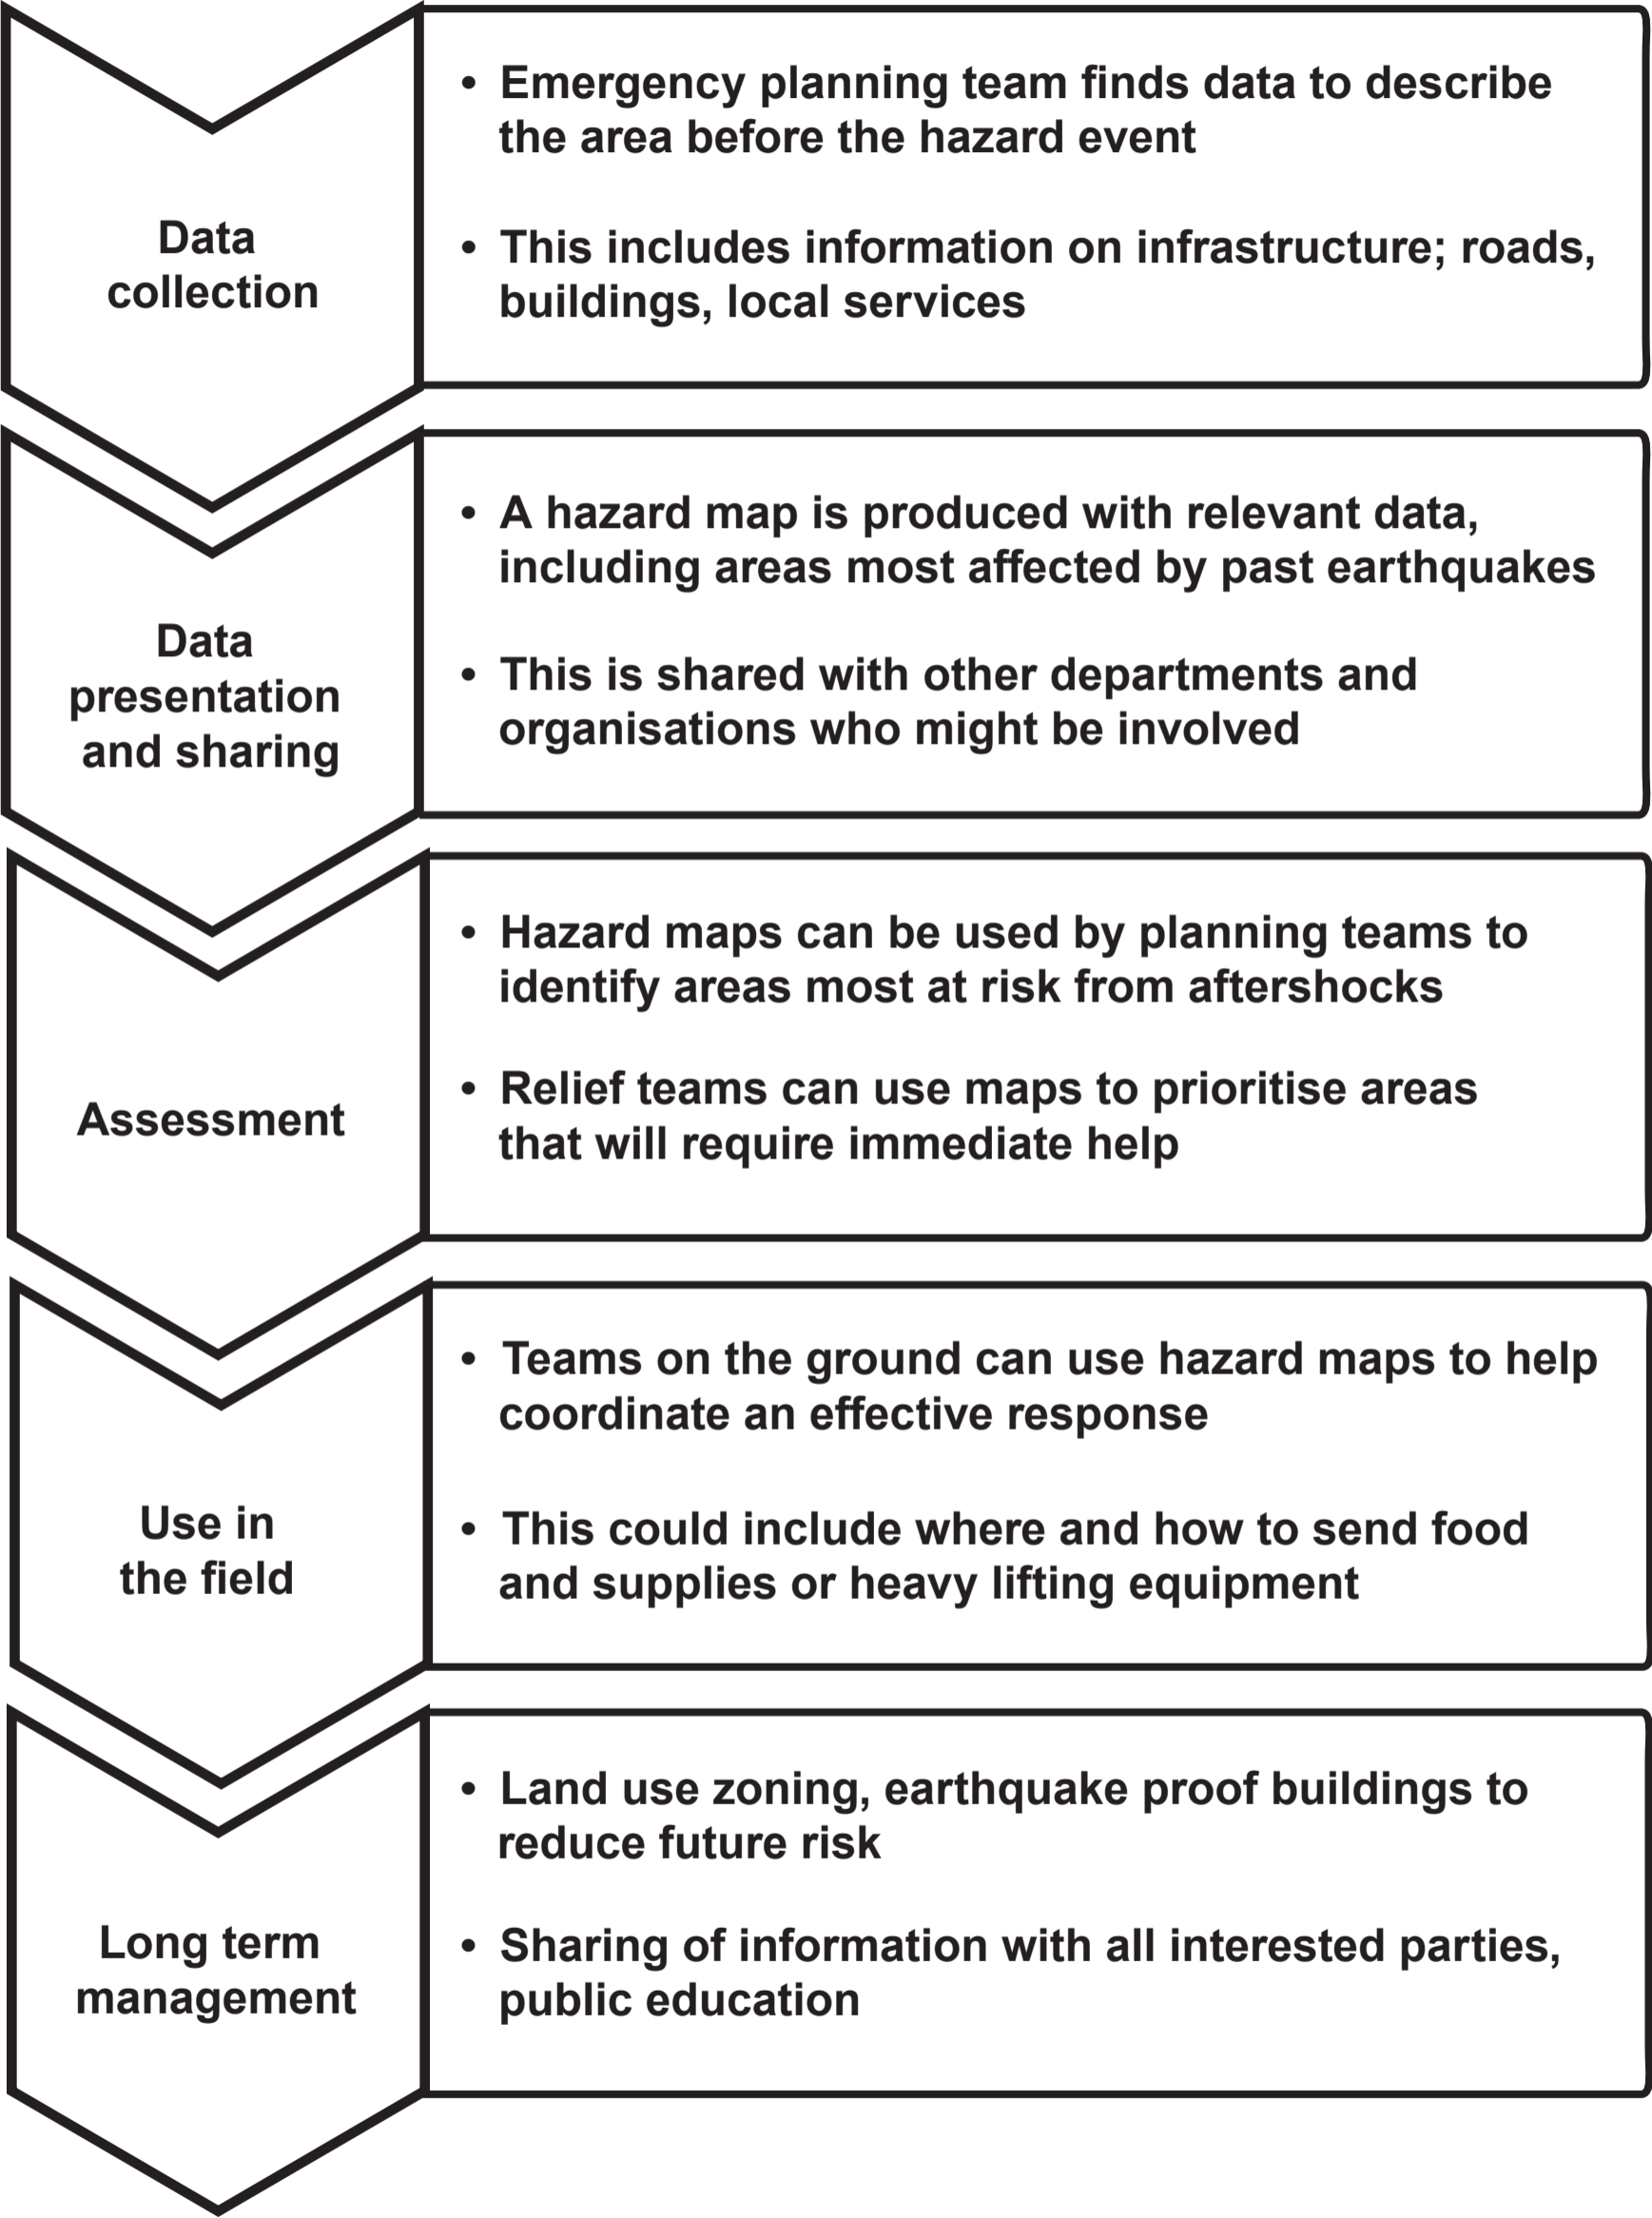 Data
collection
• Emergency planning team finds data to describe
the area before the hazard event
• This includes information on infrastructure; roads,
buildings, local services
Data
presentation
and sharing
• A hazard map is produced with relevant data,
including areas most affected by past earthquakes
• This is shared with other departments and
organisations who might be involved
Assessment
• Hazard maps can be used by planning teams to
identify areas most at risk from aftershocks
• Relief teams can use maps to prioritise areas
that will require immediate help
Use in
the field
• Teams on the ground can use hazard maps to help
coordinate an effective response
• This could include where and how to send food
and supplies or heavy lifting equipment
Long term
management
• Land use zoning, earthquake proof buildings to
reduce future risk
• Sharing of information with all interested parties,
public education